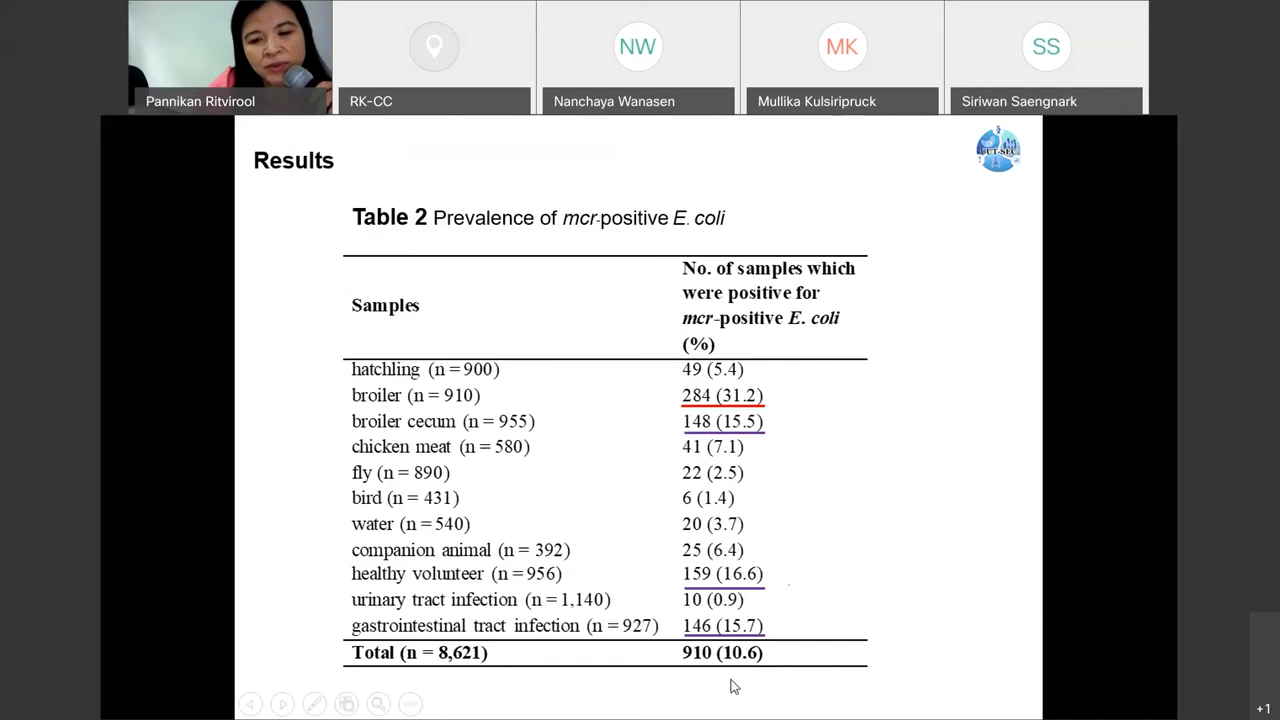 NW
MK
SS
Pannikan Ritvirool
RK-CC
Nanchaya Wanasen
Mullika Kulsiripruck
Siriwan Saengnark
Results
CUT-SEC
Table 2 Prevalence of mcr-positive E. coli
Samples
No. of samples which
were positive for
mcr-positive E. coli
(%)
hatchling (n = 900) 49 (5.4)
broiler (n = 910) 284 (31.2)
broiler cecum (n = 955) 148 (15.5)
chicken meat (n = 580) 41 (7.1)
fly (n = 890) 22 (2.5)
bird (n = 431) 6 (1.4)
water (n = 540) 20 (3.7)
companion animal (n = 392) 25 (6.4)
healthy volunteer (n = 956) 159 (16.6)
urinary tract infection (n = 1,140) 10 (0.9)
gastrointestinal tract infection (n = 927) 146 (15.7)
Total (n = 8,621) 910 (10.6)
+1